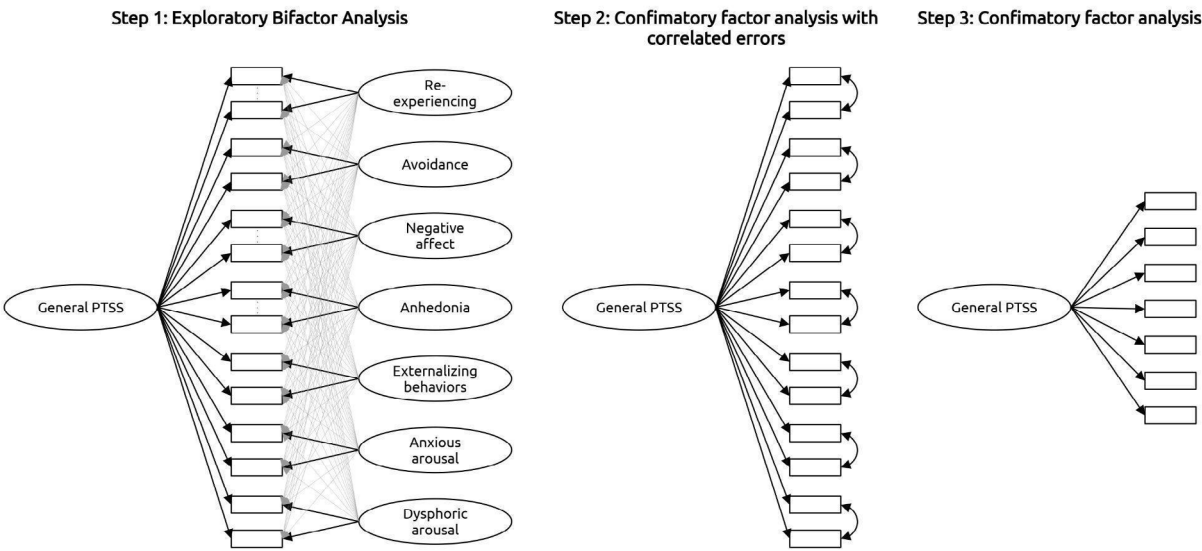 Step 1: Exploratory Bifactor Analysis
Re-
experiencing
Avoidance
Negative
affect
General PTSS
Anhedonia
Externalizing
behaviors
Anxious
arousal
Dysphoric
arousal
Step 2: Confimatory factor analysis with
correlated errors
General PTSS
Step 3: Confimatory factor analysis
General PTSS